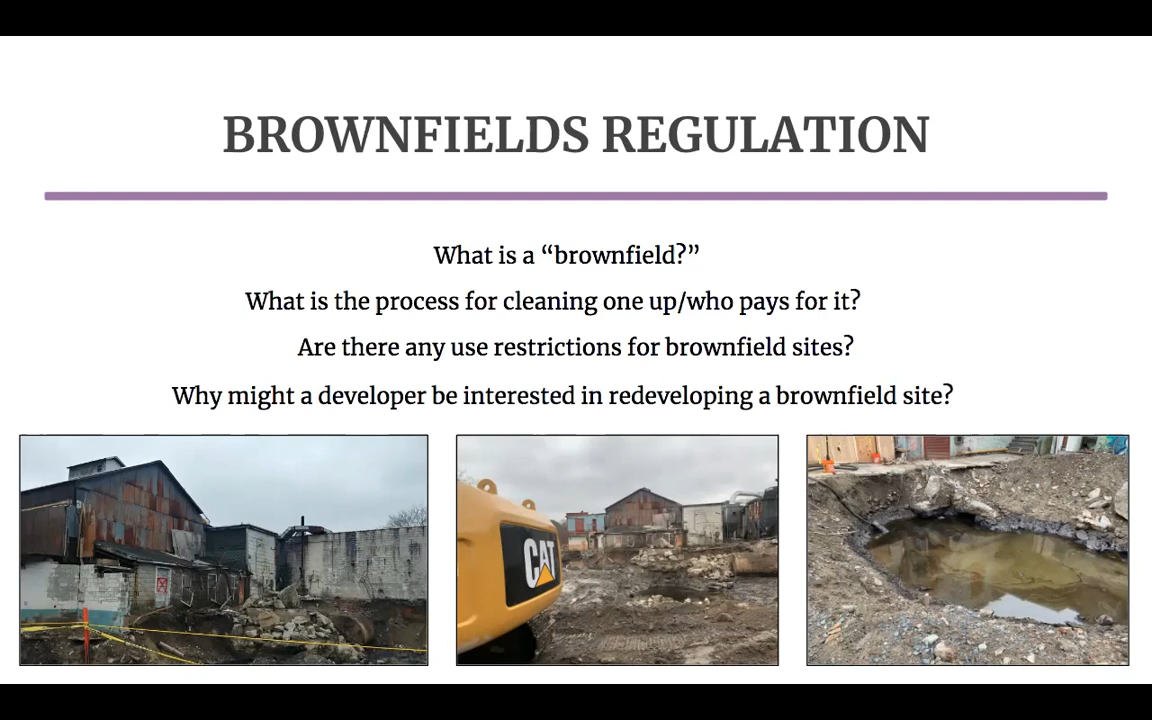 BROWNFIELDS REGULATION
What is a “brownfield?”
What is the process for cleaning one up/who pays for it?
Are there any use restrictions for brownfield sites?
Why might a developer be interested in redeveloping a brownfield site?
CAT